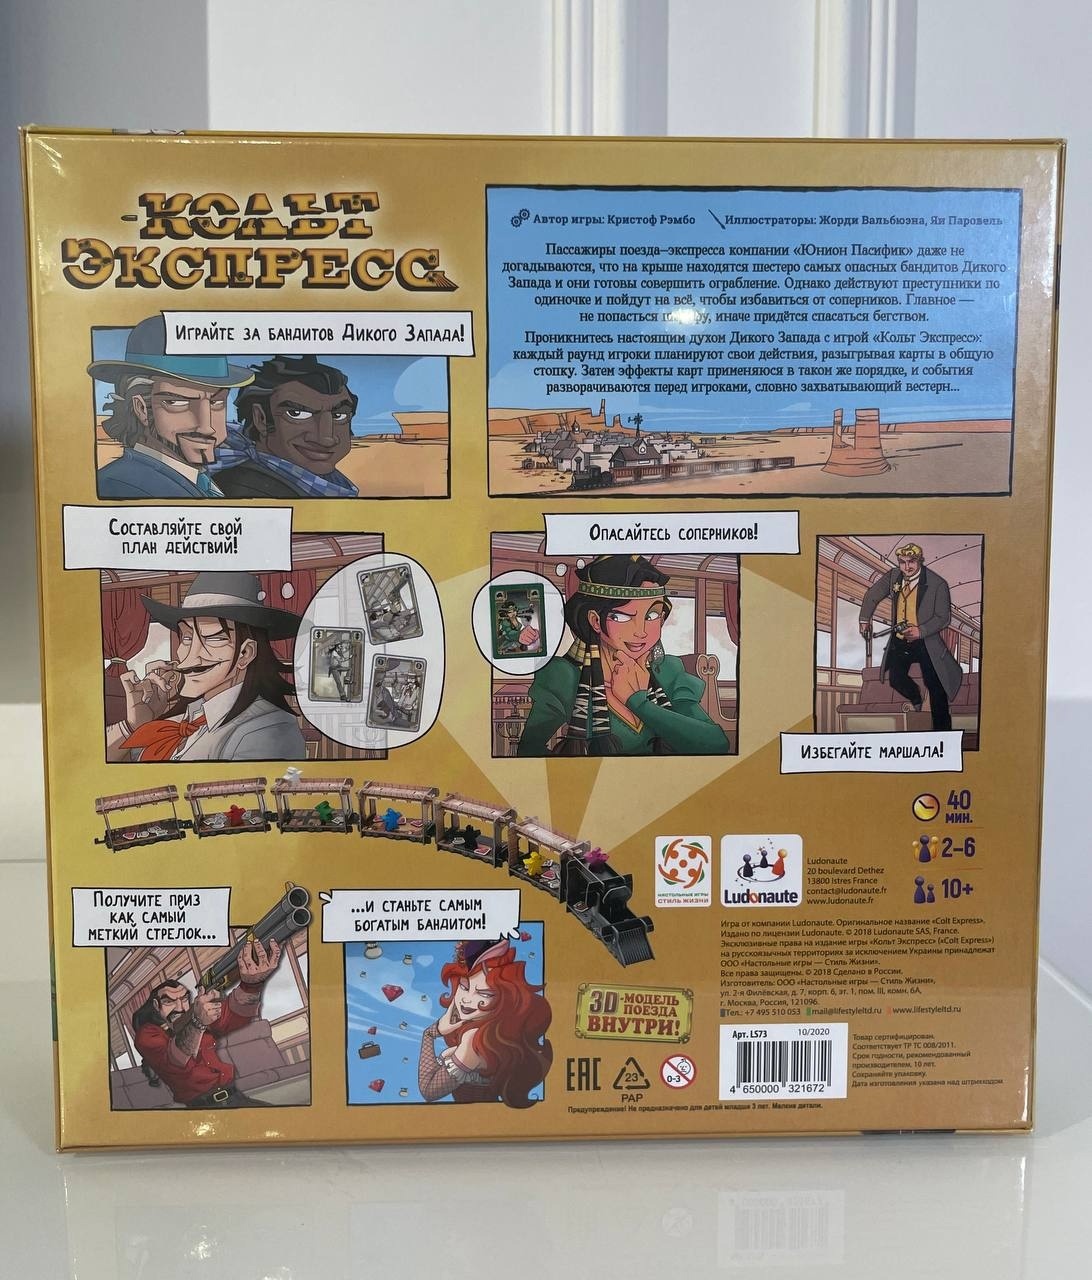 КОЛЬТ
ЭКСПРЕСС
Автор игры: Кристоф Рэмбо Иллюстраторы: Жорди Вальбуэна, Ян Паровель
Пассажиры поезда–экспресса компании «Юнион Пасифик» даже не
догадываются, что на крыше находятся шестеро самых опасных бандитов Дикого
Запада и они готовы совершить ограбление. Однако действуют преступники по
одиночке и пойдут на всё, чтобы избавиться от соперников. Главное —
не попасться иначе придётся спасаться бегством.
Проникнитесь настоящим духом Дикого Запада с игрой «Кольт Экспресс»:
каждый раунд игроки планируют свои действия, разыгрывая карты в общую
стопку. Затем эффекты карт применяюся в таком же порядке, и события
разворачиваются перед игроками, словно захватывающий вестерн...
Играйте за бандитов Дикого Запада!
Составляйте свой
план действий!
Опасайтесь соперников!
Избегайте маршала!
40
мин.
2–6
10+
НАСТОЛЬНЫЕ ИГРЫ
СТИЛЬ ЖИЗНИ
Ludonaute
Ludonaute
20 boulevard Dethez
13800 Istres France
contact@ludonaute.fr
www.ludonaute.fr
Получите приз
как самый
меткий стрелок...
...и станьте самым
богатым бандитом!
Игра от компании Ludonaute. Оригинальное название «Colt Express».
Издано по лицензии Ludonaute. © 2018 Ludonaute SAS, France.
Эксклюзивные права на издание игры «Кольт Экспресс» («Colt Express»)
на русскоязычных территориях за исключением Украины принадлежат
ООО «Настольные игры — Стиль Жизни».
Все права защищены. © 2018 Сделано в России.
Изготовитель: ООО «Настольные игры — Стиль Жизни»,
ул. 2-я Филёвская, д. 7, корп. 6, эт. 1, пом. III, комн. 6А,
г. Москва, Россия, 121096.
Тел.: +7 495 510 053 mail@lifestyleltd.ru www.lifestyleltd.ru
3D-МОДЕЛЬ
ПОЕЗДА
ВНУТРИ!
Арт. LS73 10/2020
4 650000 321672
Товар сертифицирован.
Соответствует ТР ТС 008/2011.
Срок годности, рекомендованный
производителем, 10 лет.
Сохраняйте упаковку.
Дата изготовления указана над штрихкодом
EAC
23
PAP
0-3
Предупреждение! Не предназначено для детей младше 3 лет. Мелкие детали.